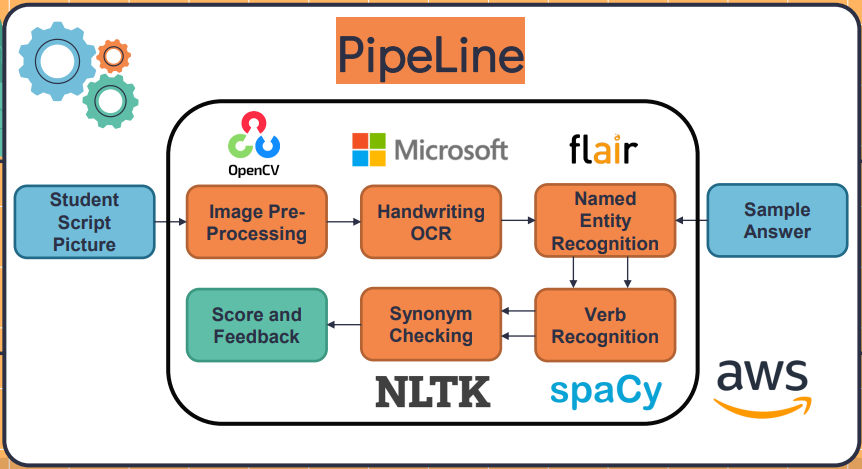 PipeLine
OpenCV
Microsoft
flair
Student
Script
Picture
Image Pre-
Processing
Handwriting
OCR
Named
Entity
Recognition
Sample
Answer
Score and
Feedback
Synonym
Checking
Verb
Recognition
NLTK
spaCy
aws